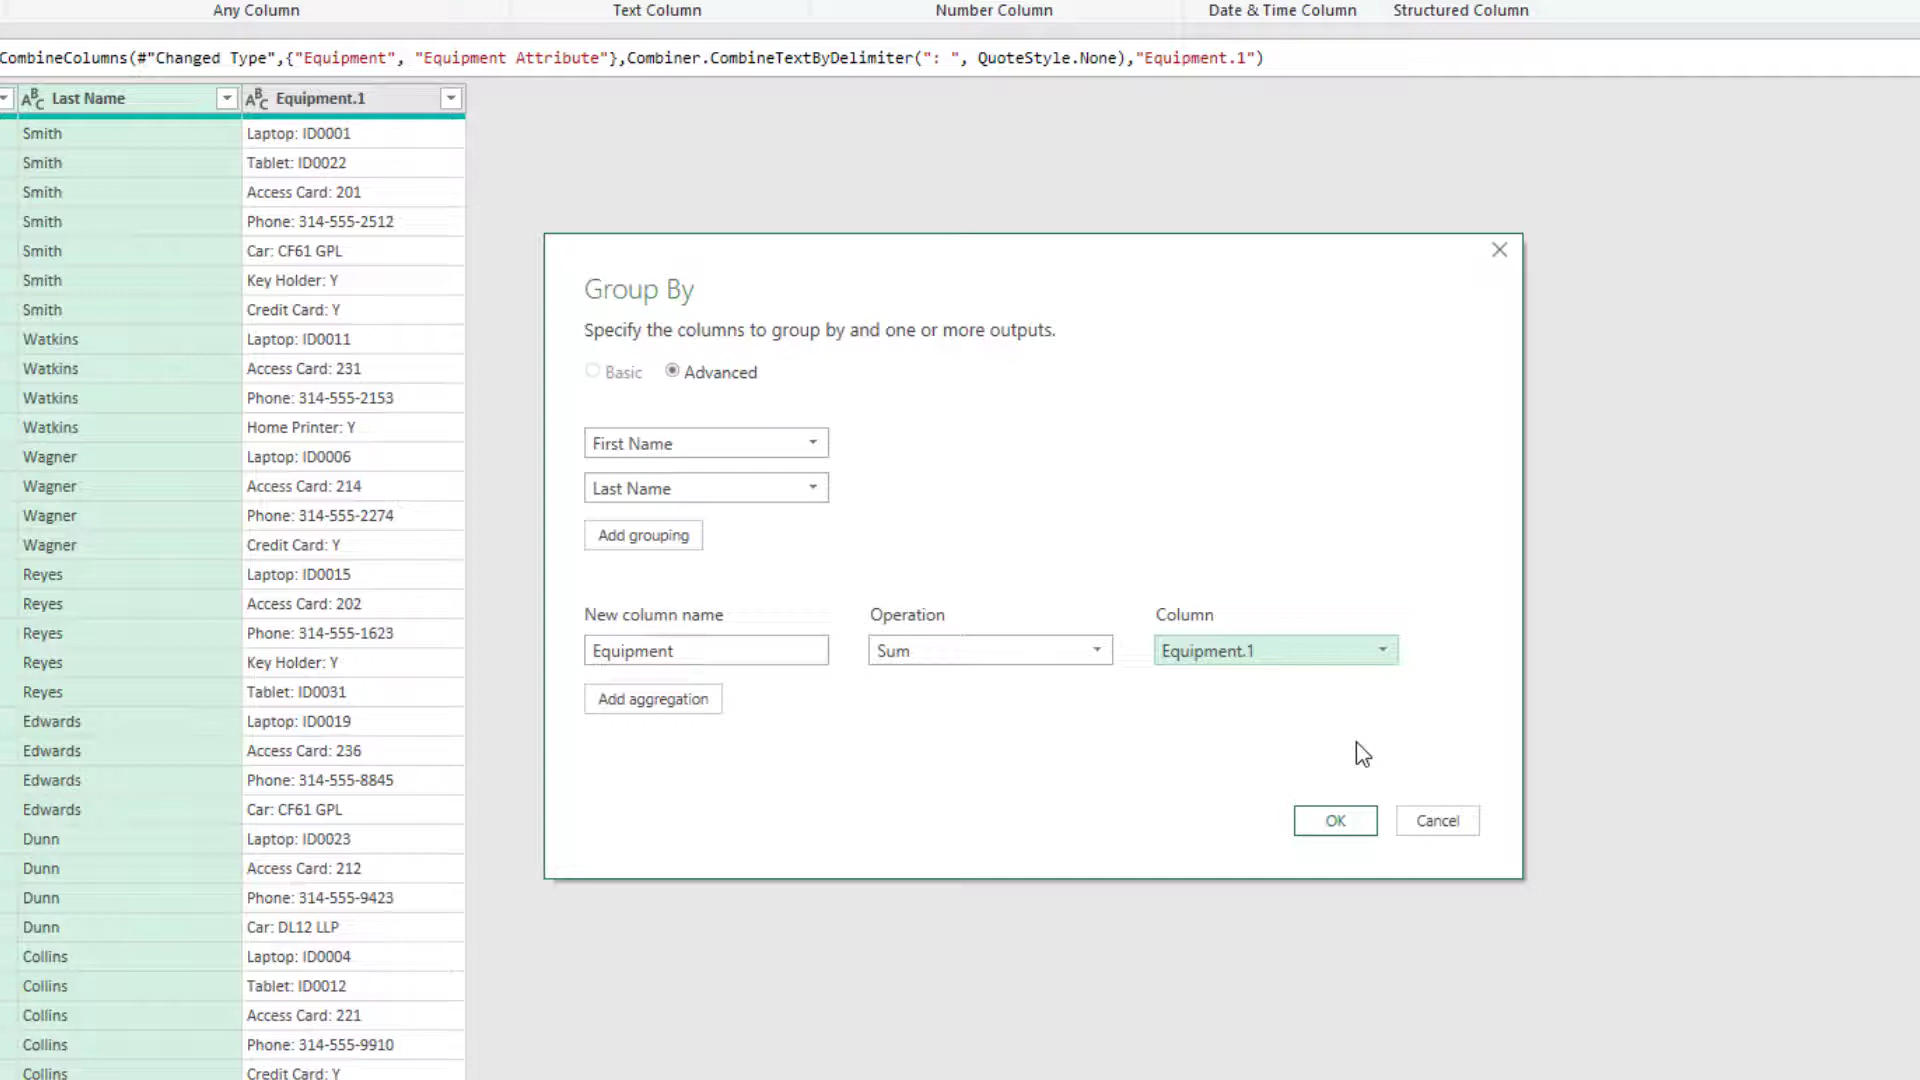 Any Column
Text Column
Number Column
Date & Time Column
Structured Column
CombineColumns(#"Changed Type",{"Equipment", "Equipment Attribute"},Combiner.CombineTextByDelimiter(": ", QuoteStyle.None),"Equipment.1")
ABC Last Name
ABC Equipment.1
Smith Laptop: ID0001
Smith Tablet: ID0022
Smith Access Card: 201
Smith Phone: 314-555-2512
Smith Car: CF61 GPL
Smith Key Holder: Y
Smith Credit Card: Y
Watkins Laptop: ID0011
Watkins Access Card: 231
Watkins Phone: 314-555-2153
Watkins Home Printer: Y
Wagner Laptop: ID0006
Wagner Access Card: 214
Wagner Phone: 314-555-2274
Wagner Credit Card: Y
Reyes Laptop: ID0015
Reyes Access Card: 202
Reyes Phone: 314-555-1623
Reyes Key Holder: Y
Reyes Tablet: ID0031
Edwards Laptop: ID0019
Edwards Access Card: 236
Edwards Phone: 314-555-8845
Edwards Car: CF61 GPL
Dunn Laptop: ID0023
Dunn Access Card: 212
Dunn Phone: 314-555-9423
Dunn Car: DL12 LLP
Collins Laptop: ID0004
Collins Tablet: ID0012
Collins Access Card: 221
Collins Phone: 314-555-9910
Collins Credit Card: Y
Group By
Specify the columns to group by and one or more outputs.
Basic Advanced
First Name
Last Name
Add grouping
New column name Operation Column
Equipment Sum Equipment.1
Add aggregation
OK Cancel